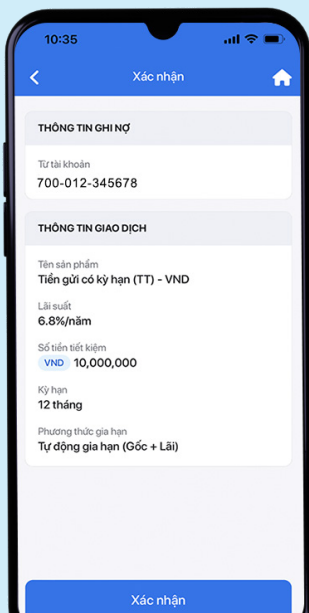 10:35
Xác nhận
THÔNG TIN GHI NỢ
Từ tài khoản
700-012-345678
THÔNG TIN GIAO DỊCH
Tên sản phẩm
Tiền gửi có kỳ hạn (TT) - VND
Lãi suất
6.8%/năm
Số tiền tiết kiệm
VND 10,000,000
Kỳ hạn
12 tháng
Phương thức gia hạn
Tự động gia hạn (Gốc + Lãi)
Xác nhận